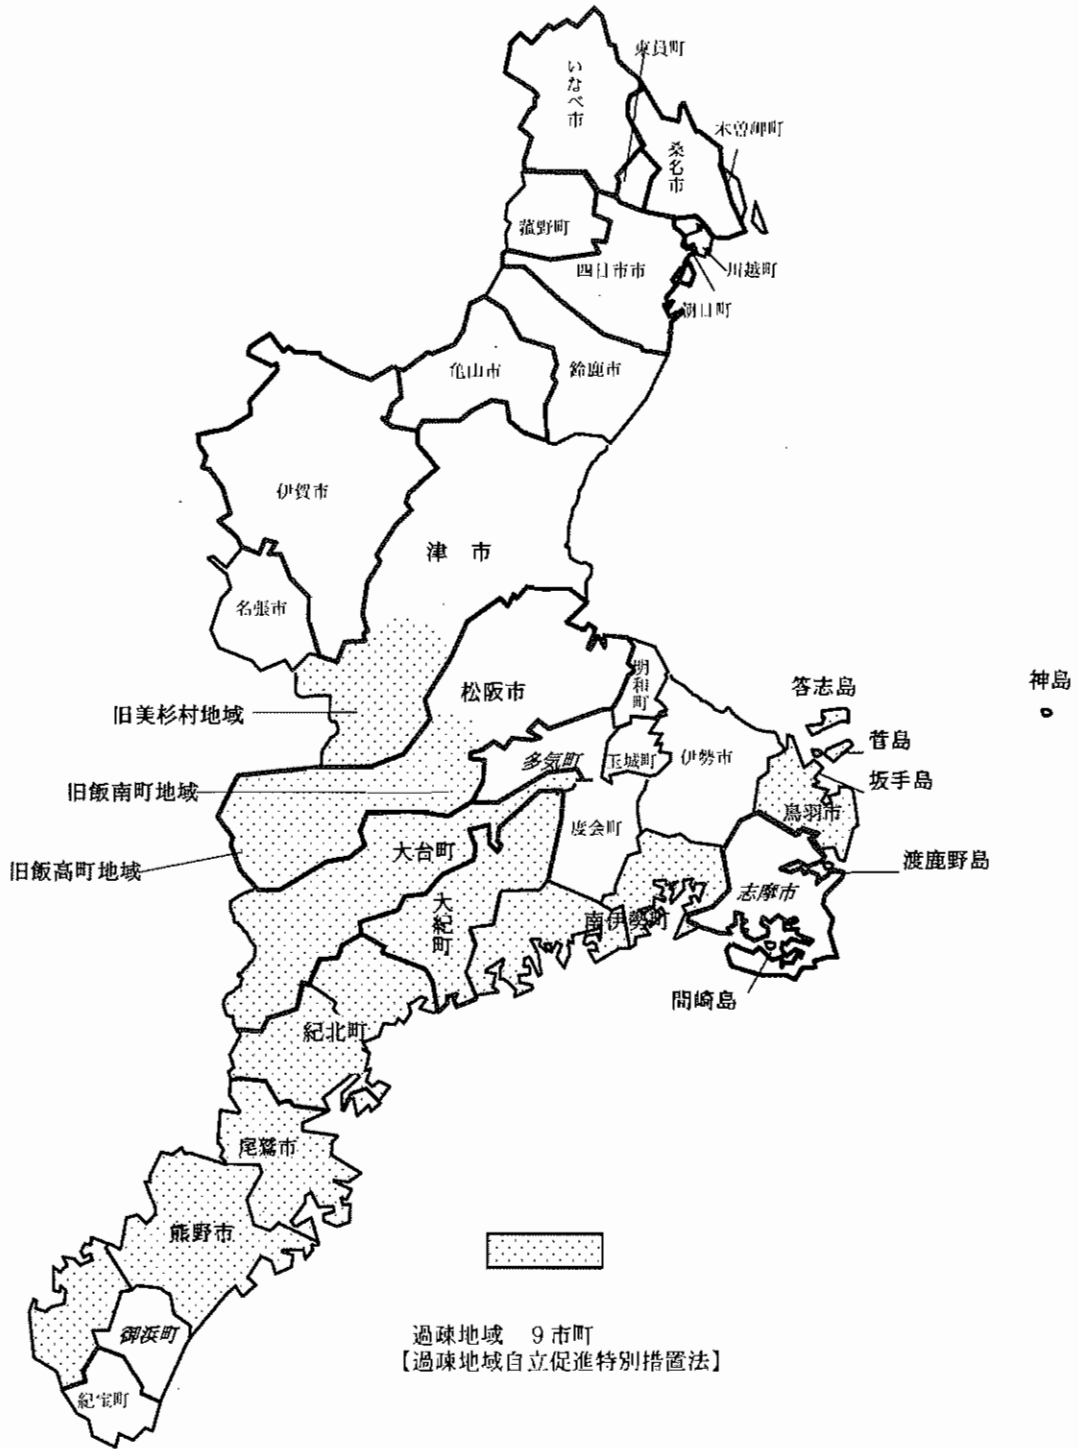 東員町
いなべ市
木曽岬町
桑名市
菰野町
四日市市
川越町
朝日町
亀山市
鈴鹿市
伊賀市
津 市
名張市
明和町
松阪市
答志島
神島
旧美杉村地域
菅島
多気町
玉城町
伊勢市
坂手島
旧飯南町地域
鳥羽市
度会町
大台町
渡鹿野島
旧飯高町地域
志摩市
大紀町
南伊勢町
間崎島
紀北町
尾鷲市
熊野市
御浜町
過疎地域 9市町
【過疎地域自立促進特別措置法】
紀宝町